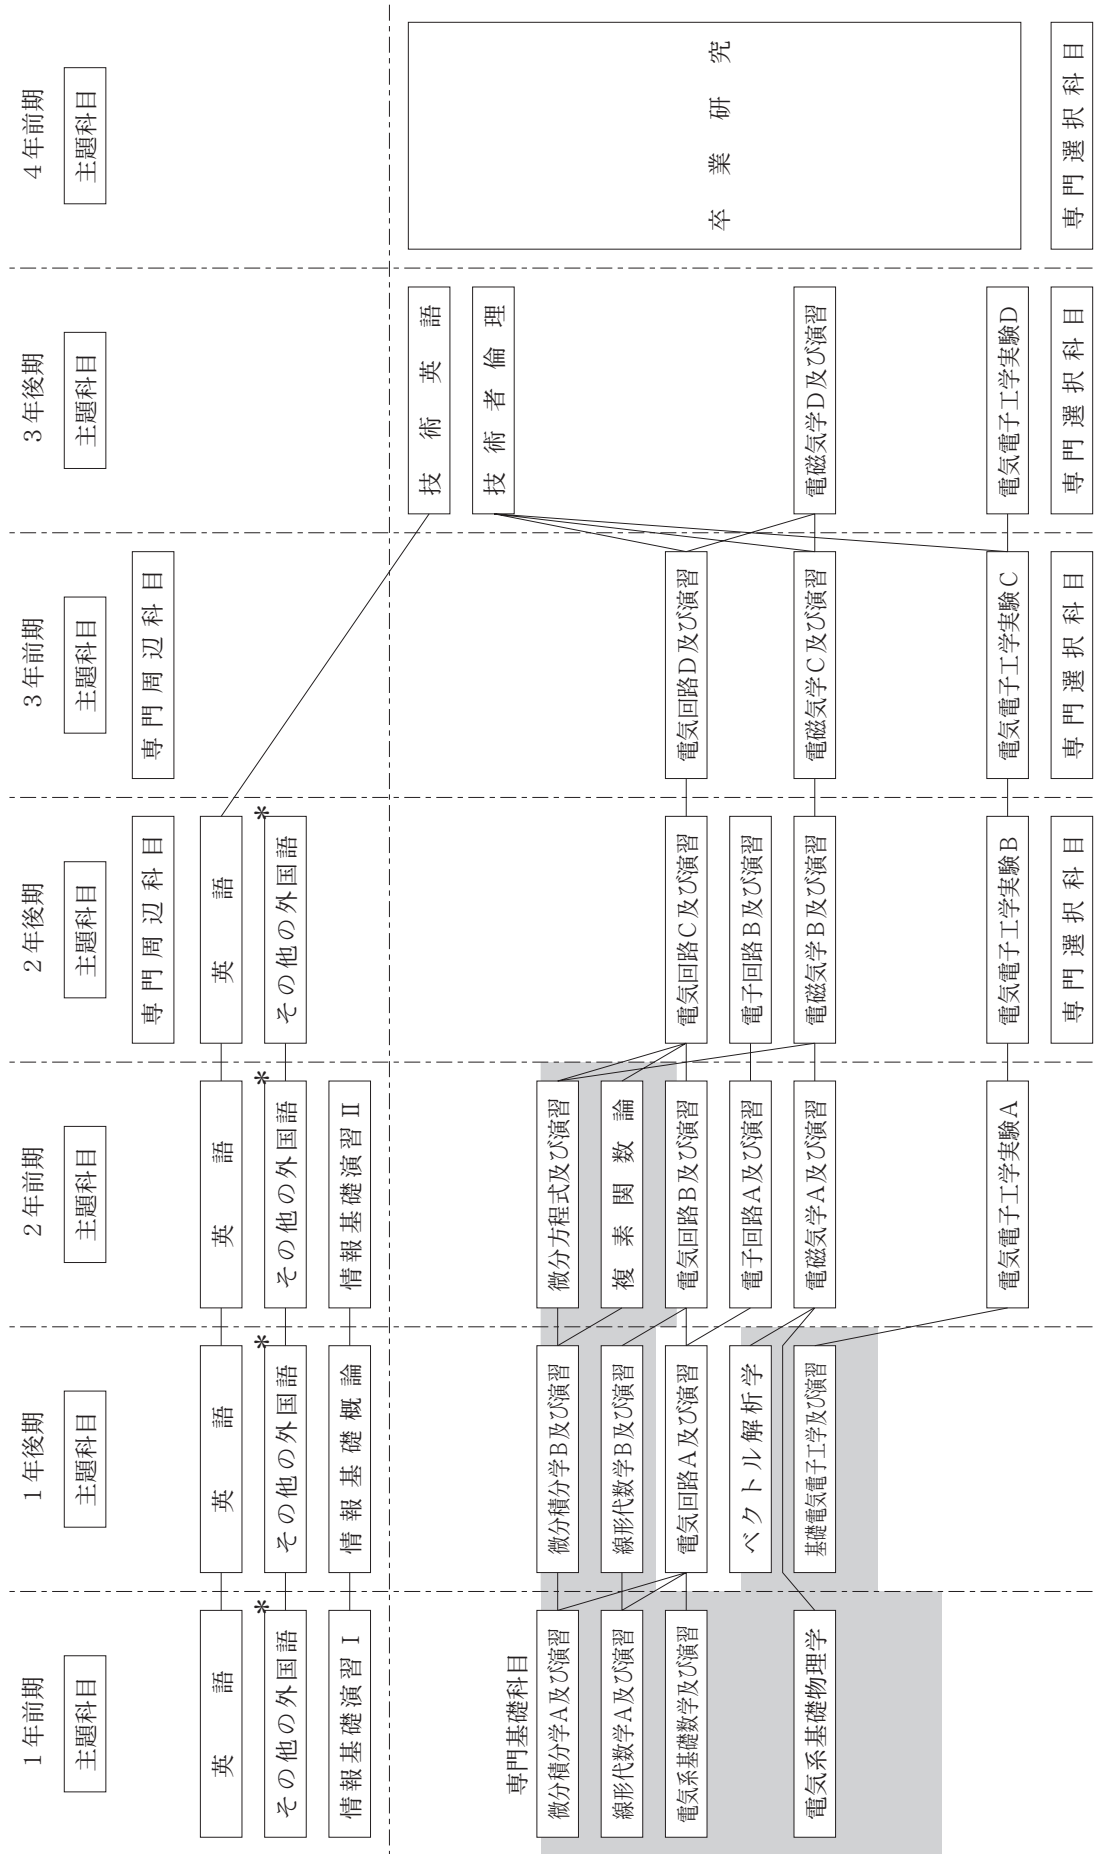 1年前期
主題科目
英語
*
その他の外国語
情報基礎演習Ⅰ
専門基礎科目
微分積分学A及び演習
線形代数学A及び演習
電気系基礎数学及び演習
電気系基礎物理学
1年後期
主題科目
英語
*
その他の外国語
情報基礎概論
微分積分学B及び演習
線形代数学B及び演習
電気回路A及び演習
ベクトル解析学
基礎電気電子工学及び演習
2年前期
主題科目
英語
*
その他の外国語
情報基礎演習Ⅱ
微分方程式及び演習
複素関数論
電気回路B及び演習
電子回路A及び演習
電磁気学A及び演習
電気電子工学実験A
2年後期
主題科目
専門周辺科目
英語
*
その他の外国語
電気回路C及び演習
電子回路B及び演習
電磁気学B及び演習
電気電子工学実験B
専門選択科目
3年前期
主題科目
専門周辺科目
電気回路D及び演習
電磁気学C及び演習
電気電子工学実験C
専門選択科目
3年後期
主題科目
技術英語
技術者倫理
電磁気学D及び演習
電気電子工学実験D
専門選択科目
4年前期
主題科目
卒業研究
専門選択科目